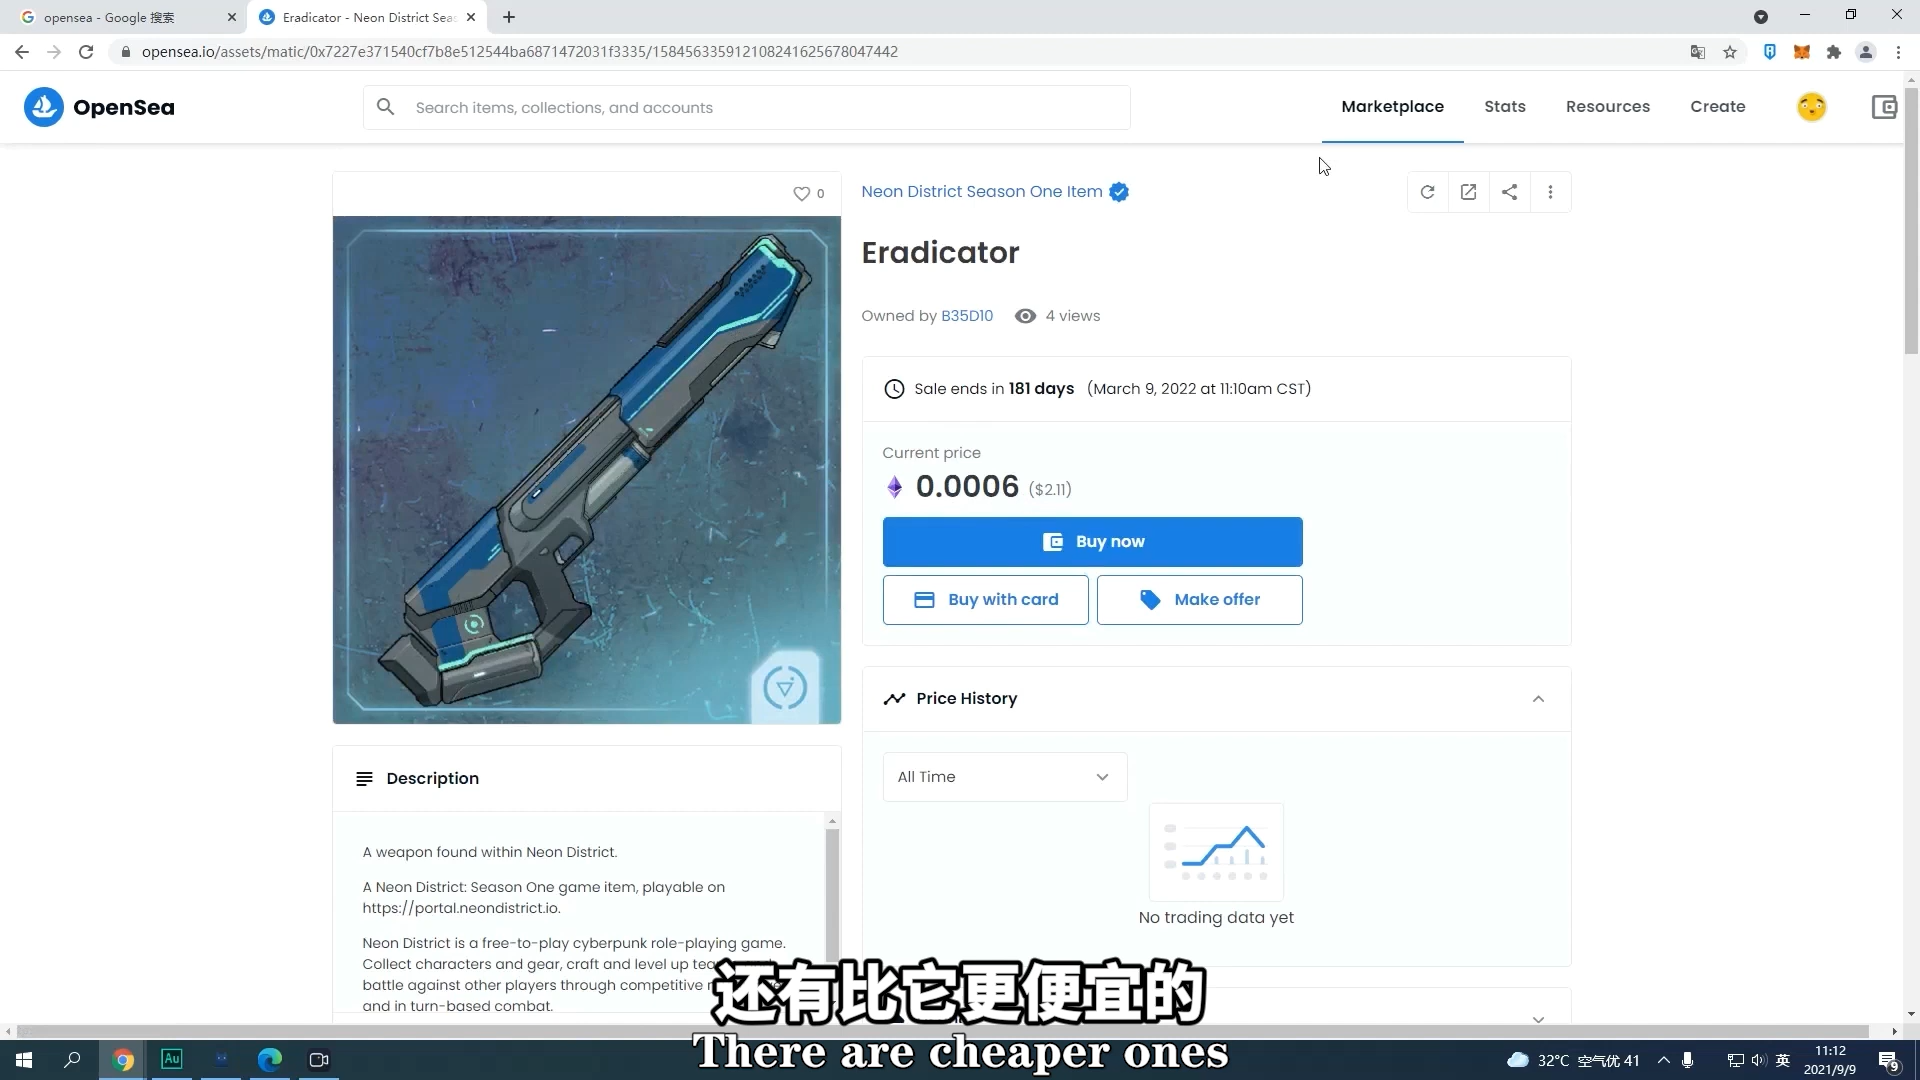 opensea - Google 搜索
Eradicator - Neon District Seas
opensea.io/assets/matic/0x7227e371540cf7b8e512544ba6871472031f3335/158456335912108241625678047442
OpenSea
Search items, collections, and accounts
Marketplace
Stats
Resources
Create
0
Neon District Season One Item
Eradicator
Owned by B35D10
4 views
Sale ends in 181 days (March 9, 2022 at 11:10am CST)
Current price
0.0006 ($2.11)
Buy now
Buy with card
Make offer
Price History
All Time
No trading data yet
Description
A weapon found within Neon District.
A Neon District: Season One game item, playable on
https://portal.neondistrict.io.
Neon District is a free-to-play cyberpunk role-playing game.
Collect characters and gear, craft and level up
battle against other players through competitive
and in turn-based combat.
还有比它更便宜的
There are cheaper ones
Au
32°C 空气优 41
英
11:12
2021/9/9
9